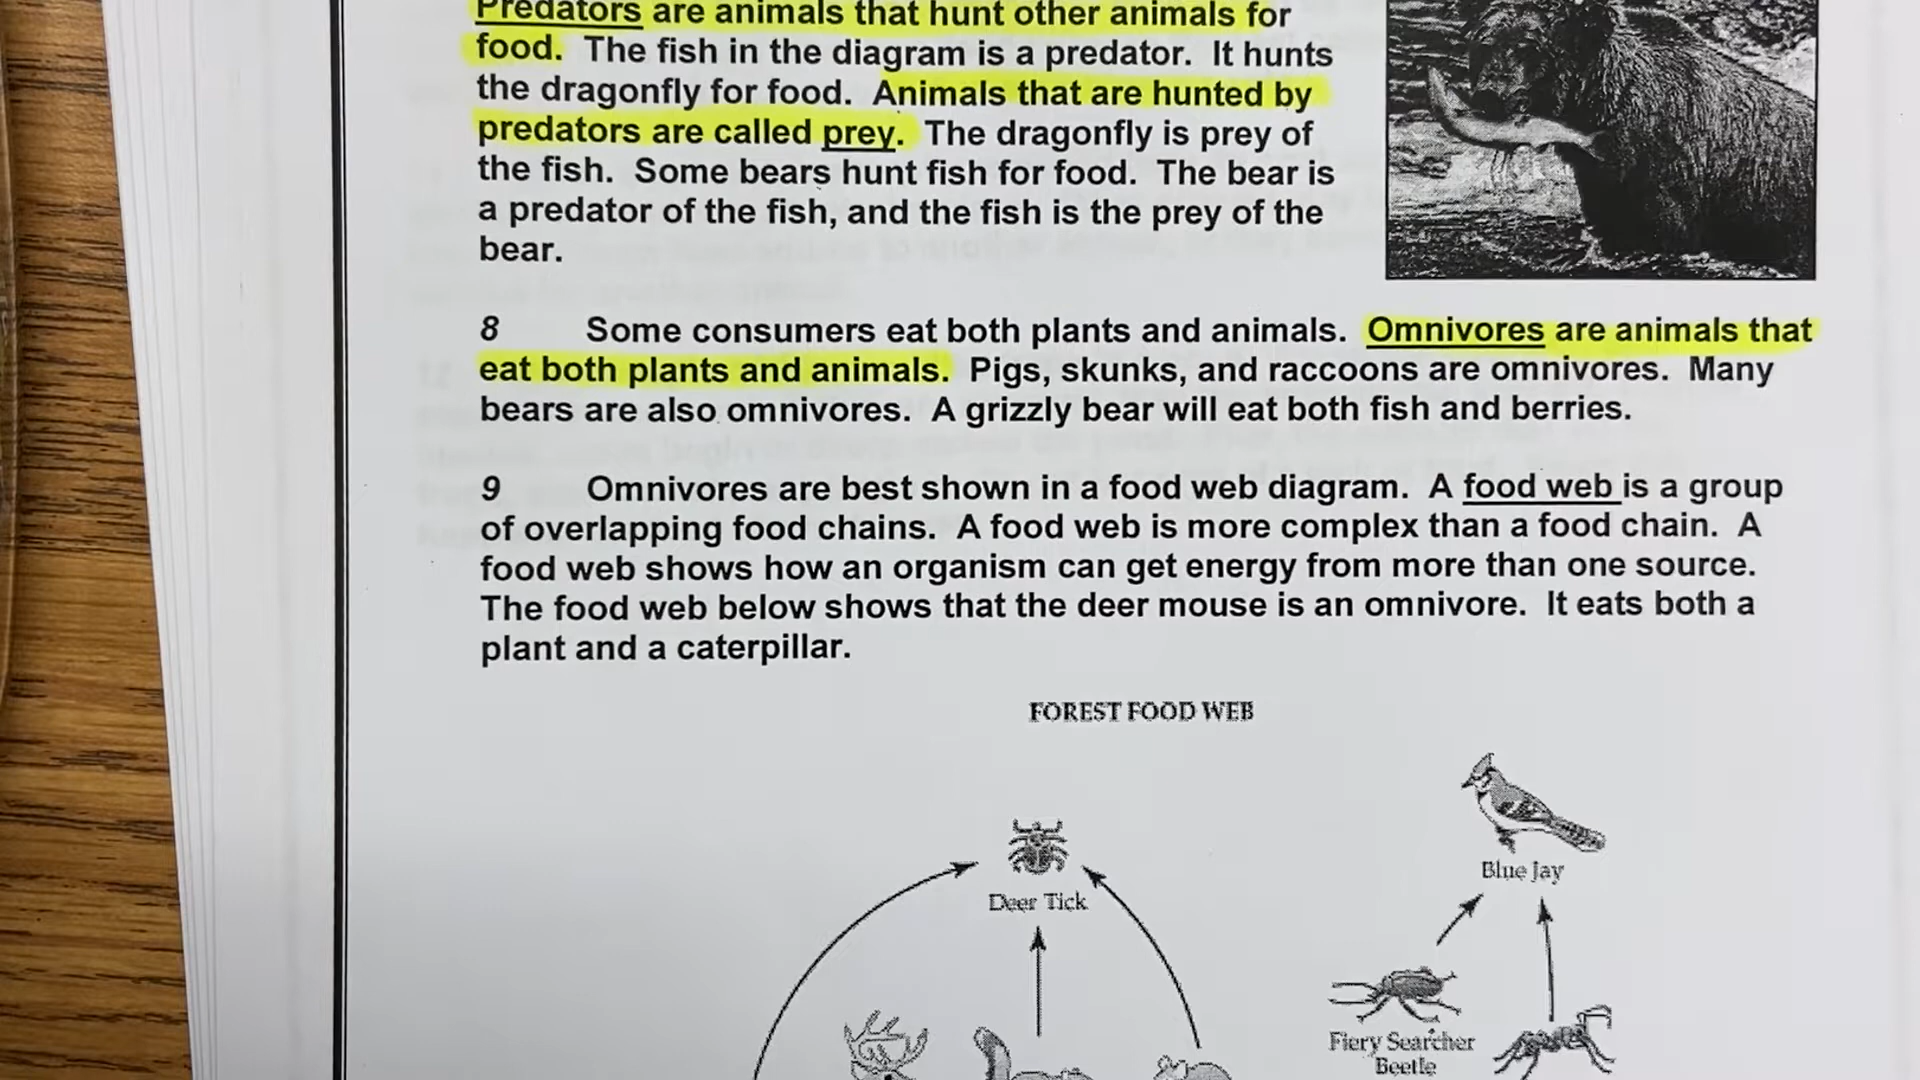 Predators are animals that hunt other animals for
food. The fish in the diagram is a predator. It hunts
the dragonfly for food. Animals that are hunted by
predators are called prey. The dragonfly is prey of
the fish. Some bears hunt fish for food. The bear is
a predator of the fish, and the fish is the prey of the
bear.
8 Some consumers eat both plants and animals. Omnivores are animals that
eat both plants and animals. Pigs, skunks, and raccoons are omnivores. Many
bears are also omnivores. A grizzly bear will eat both fish and berries.
9 Omnivores are best shown in a food web diagram. A food web is a group
of overlapping food chains. A food web is more complex than a food chain. A
food web shows how an organism can get energy from more than one source.
The food web below shows that the deer mouse is an omnivore. It eats both a
plant and a caterpillar.
FOREST FOOD WEB
Blue Jay
Deer Tick
Fiery Searcher
Beetle